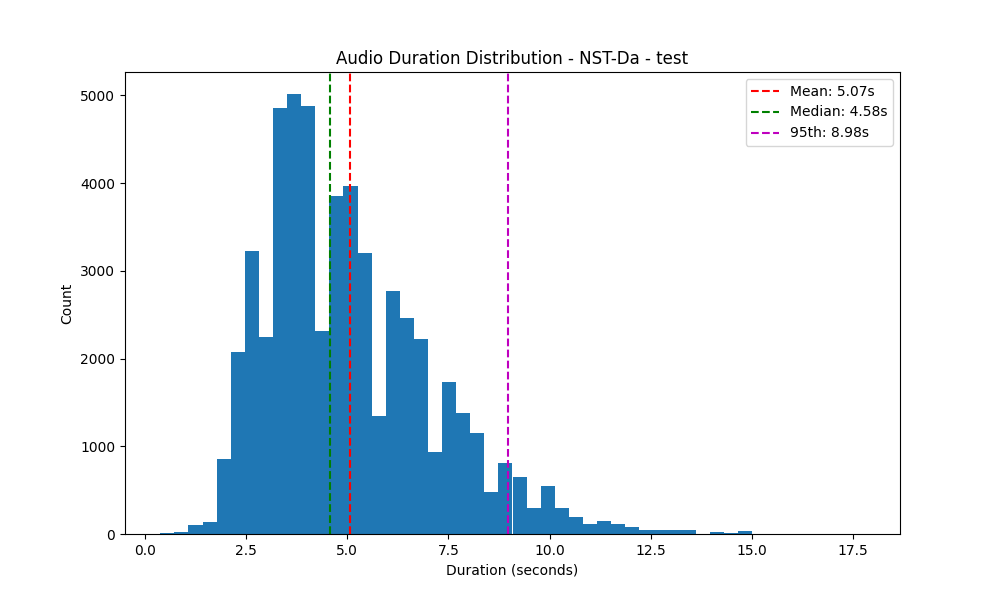 Audio Duration Distribution - NST-Da - test
Mean: 5.07s
Median: 4.58s
95th: 8.98s
5000
4000
3000
2000
1000
0
Count
0.0 2.5 5.0 7.5 10.0 12.5 15.0 17.5
Duration (seconds)